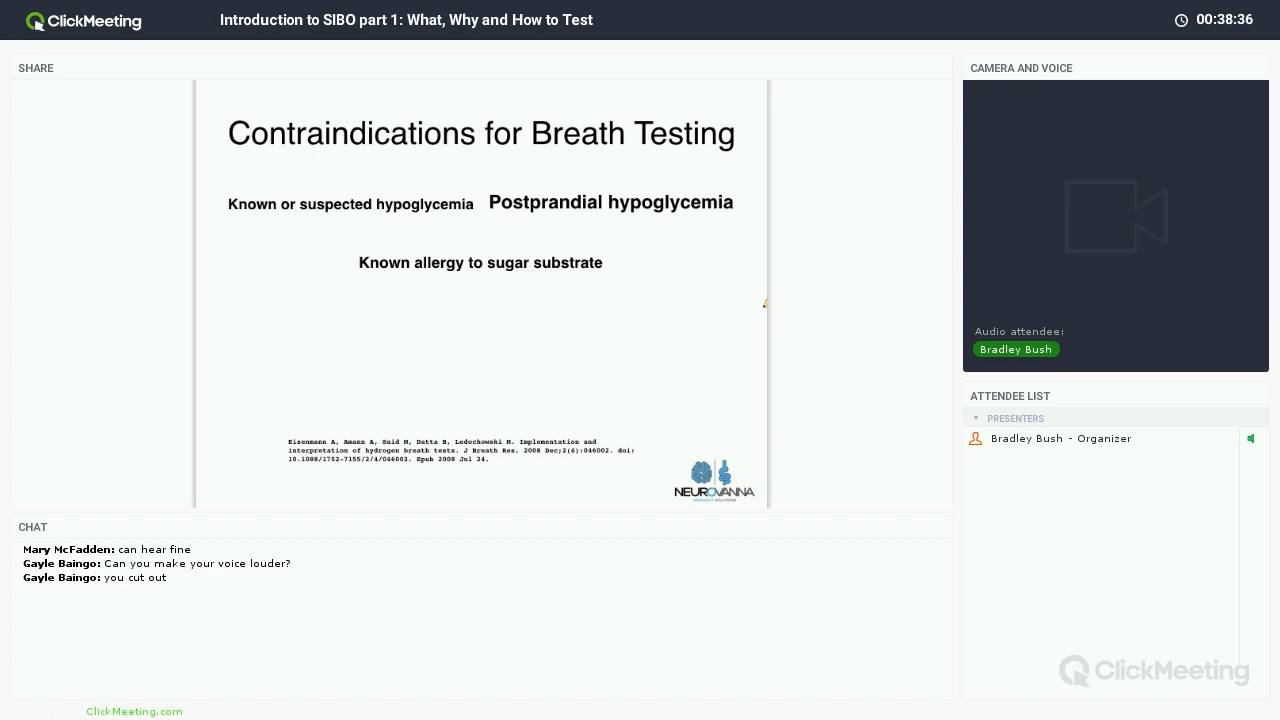 ClickMeeting
Introduction to SIBO part 1: What, Why and How to Test
00:38:36
SHARE
Contraindications for Breath Testing
Known or suspected hypoglycemia
Postprandial hypoglycemia
Known allergy to sugar substrate
Eisenmann A, Amann A, Said M, Datta B, Ledochowski M. Implementation and
interpretation of hydrogen breath tests. J Breath Res. 2008 Dec;2(4):046002. doi:
10.1088/1752-7155/2/4/046002. Epub 2008 Jul 24.
NEUROVANNA
CAMERA AND VOICE
Audio attendee:
Bradley Bush
ATTENDEE LIST
PRESENTERS
Bradley Bush - Organizer
CHAT
Mary McFadden: can hear fine
Gayle Baingo: Can you make your voice louder?
Gayle Baingo: you cut out
ClickMeeting
ClickMeeting.com